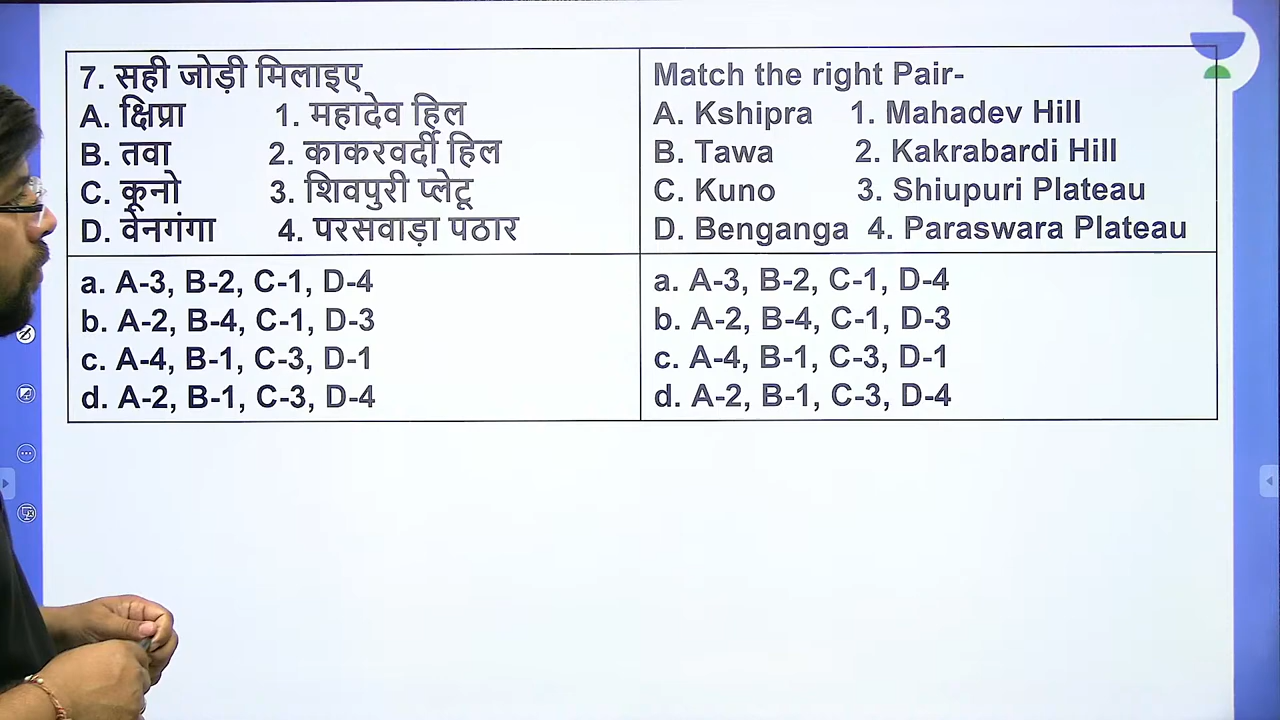 7. सही जोड़ी मिलाइए
A. क्षिप्रा 1. महादेव हिल
B. तवा 2. काकरवर्दी हिल
C. कूनो 3. शिवपुरी प्लेटू
D. वेनगंगा 4. परसवाड़ा पठार
a. A-3, B-2, C-1, D-4
b. A-2, B-4, C-1, D-3
c. A-4, B-1, C-3, D-1
d. A-2, B-1, C-3, D-4
Match the right Pair-
A. Kshipra 1. Mahadev Hill
B. Tawa 2. Kakrabardi Hill
C. Kuno 3. Shiupuri Plateau
D. Benganga 4. Paraswara Plateau
a. A-3, B-2, C-1, D-4
b. A-2, B-4, C-1, D-3
c. A-4, B-1, C-3, D-1
d. A-2, B-1, C-3, D-4